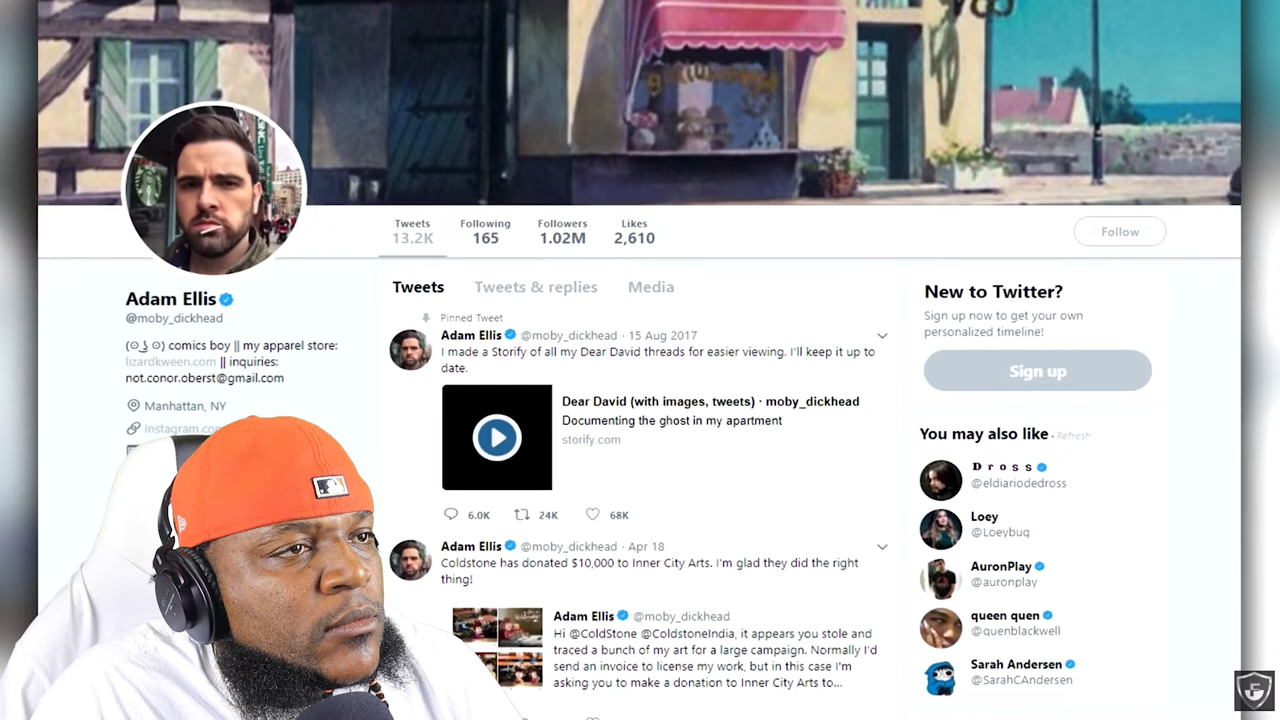 Tweets Following Followers Likes
13.2K 165 1.02M 2,610
Follow
Adam Ellis
@moby_dickhead
(ʘ ͜ʖ ʘ) comics boy || my apparel store:
lizardkween.com || inquiries:
not.conor.oberst@gmail.com
Manhattan, NY
Instagram.co
Tweets Tweets & replies Media
Pinned Tweet
Adam Ellis @moby_dickhead · 15 Aug 2017
I made a Storify of all my Dear David threads for easier viewing. I'll keep it up to
date.
Dear David (with images, tweets) · moby_dickhead
Documenting the ghost in my apartment
storify.com
6.0K 24K 68K
Adam Ellis @moby_dickhead · Apr 18
Coldstone has donated $10,000 to Inner City Arts. I'm glad they did the right
thing!
Adam Ellis @moby_dickhead
Hi @ColdStone @ColdstoneIndia, it appears you stole and
traced a bunch of my art for a large campaign. Normally I'd
send an invoice to license my work, but in this case I'm
asking you to make a donation to Inner City Arts to...
New to Twitter?
Sign up now to get your own
personalized timeline!
Sign up
You may also like · Refresh
𝐃 𝐫 𝐨 𝐬 𝐬
@eldiariodedross
Loey
@Loeybug
AuronPlay
@auronplay
queen quen
@quenblackwell
Sarah Andersen
@SarahCAndersen